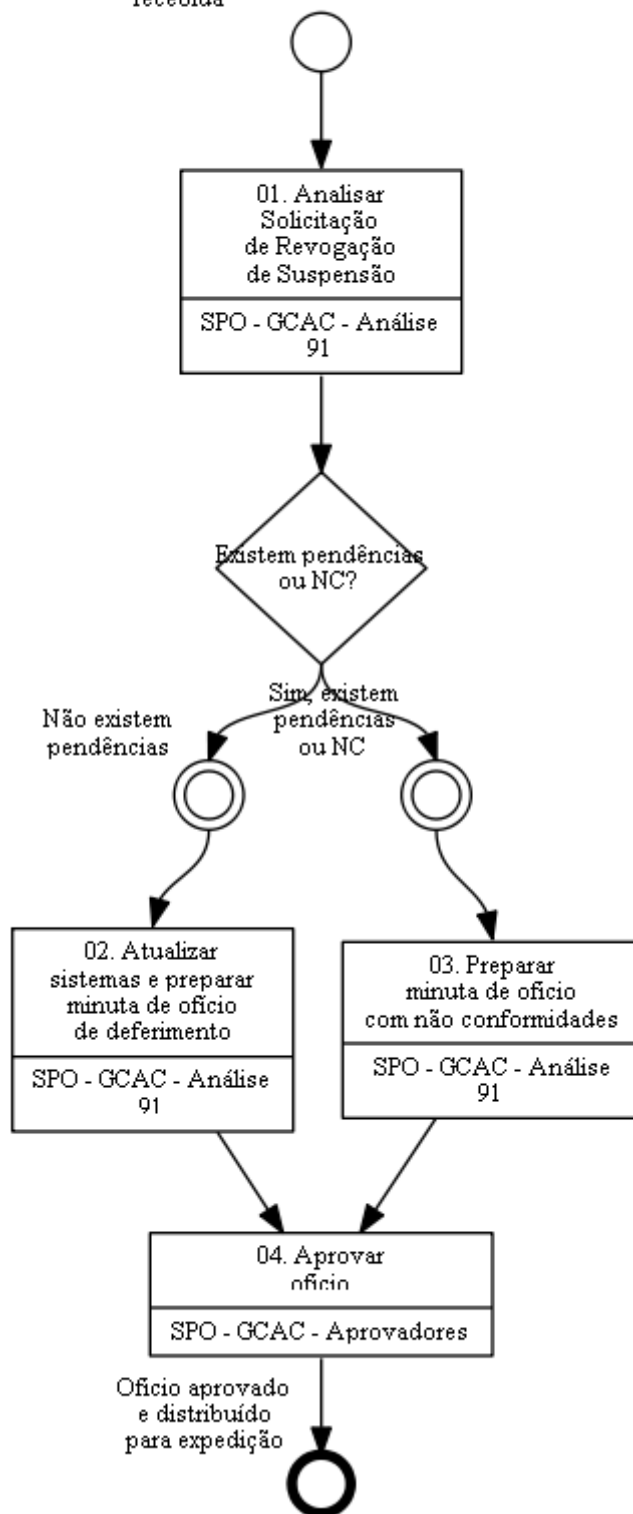 recebida
01. Analisar
Solicitação
de Revogação
de Suspensão
SPO - GCAC - Análise
91
Existem pendências
ou NC?
Não existem
pendências
Sim, existem
pendências
ou NC
02. Atualizar
sistemas e preparar
minuta de ofício
de deferimento
SPO - GCAC - Análise
91
03. Preparar
minuta de ofício
com não conformidades
SPO - GCAC - Análise
91
04. Aprovar
ofício
SPO - GCAC - Aprovadores
Ofício aprovado
e distribuído
para expedição